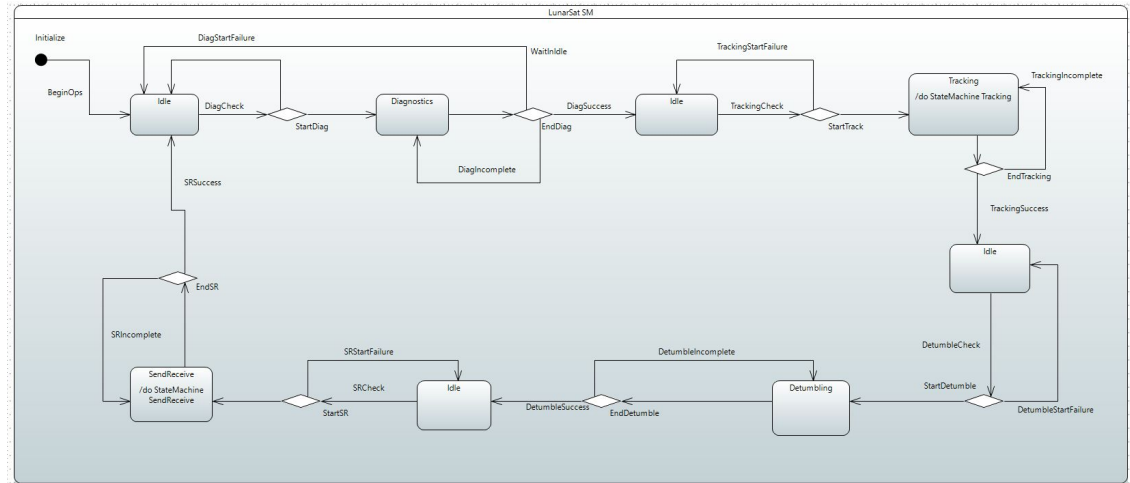 LunarSat SM
Initialize
DiagStartFailure
WaitInIdle
TrackingStartFailure
TrackingIncomplete
BeginOps
Idle
DiagCheck
StartDiag
Diagnostics
DiagSuccess
EndDiag
Idle
TrackingCheck
StartTrack
Tracking
/do StateMachine Tracking
DiagIncomplete
EndTracking
SRSuccess
TrackingSuccess
Idle
EndSR
SRIncomplete
DetumbleCheck
SRStartFailure
DetumbleIncomplete
SendReceive
/do StateMachine
SendReceive
SRCheck
Idle
Detumbling
StartDetumble
StartSR
DetumbleSuccess
EndDetumble
DetumbleStartFailure